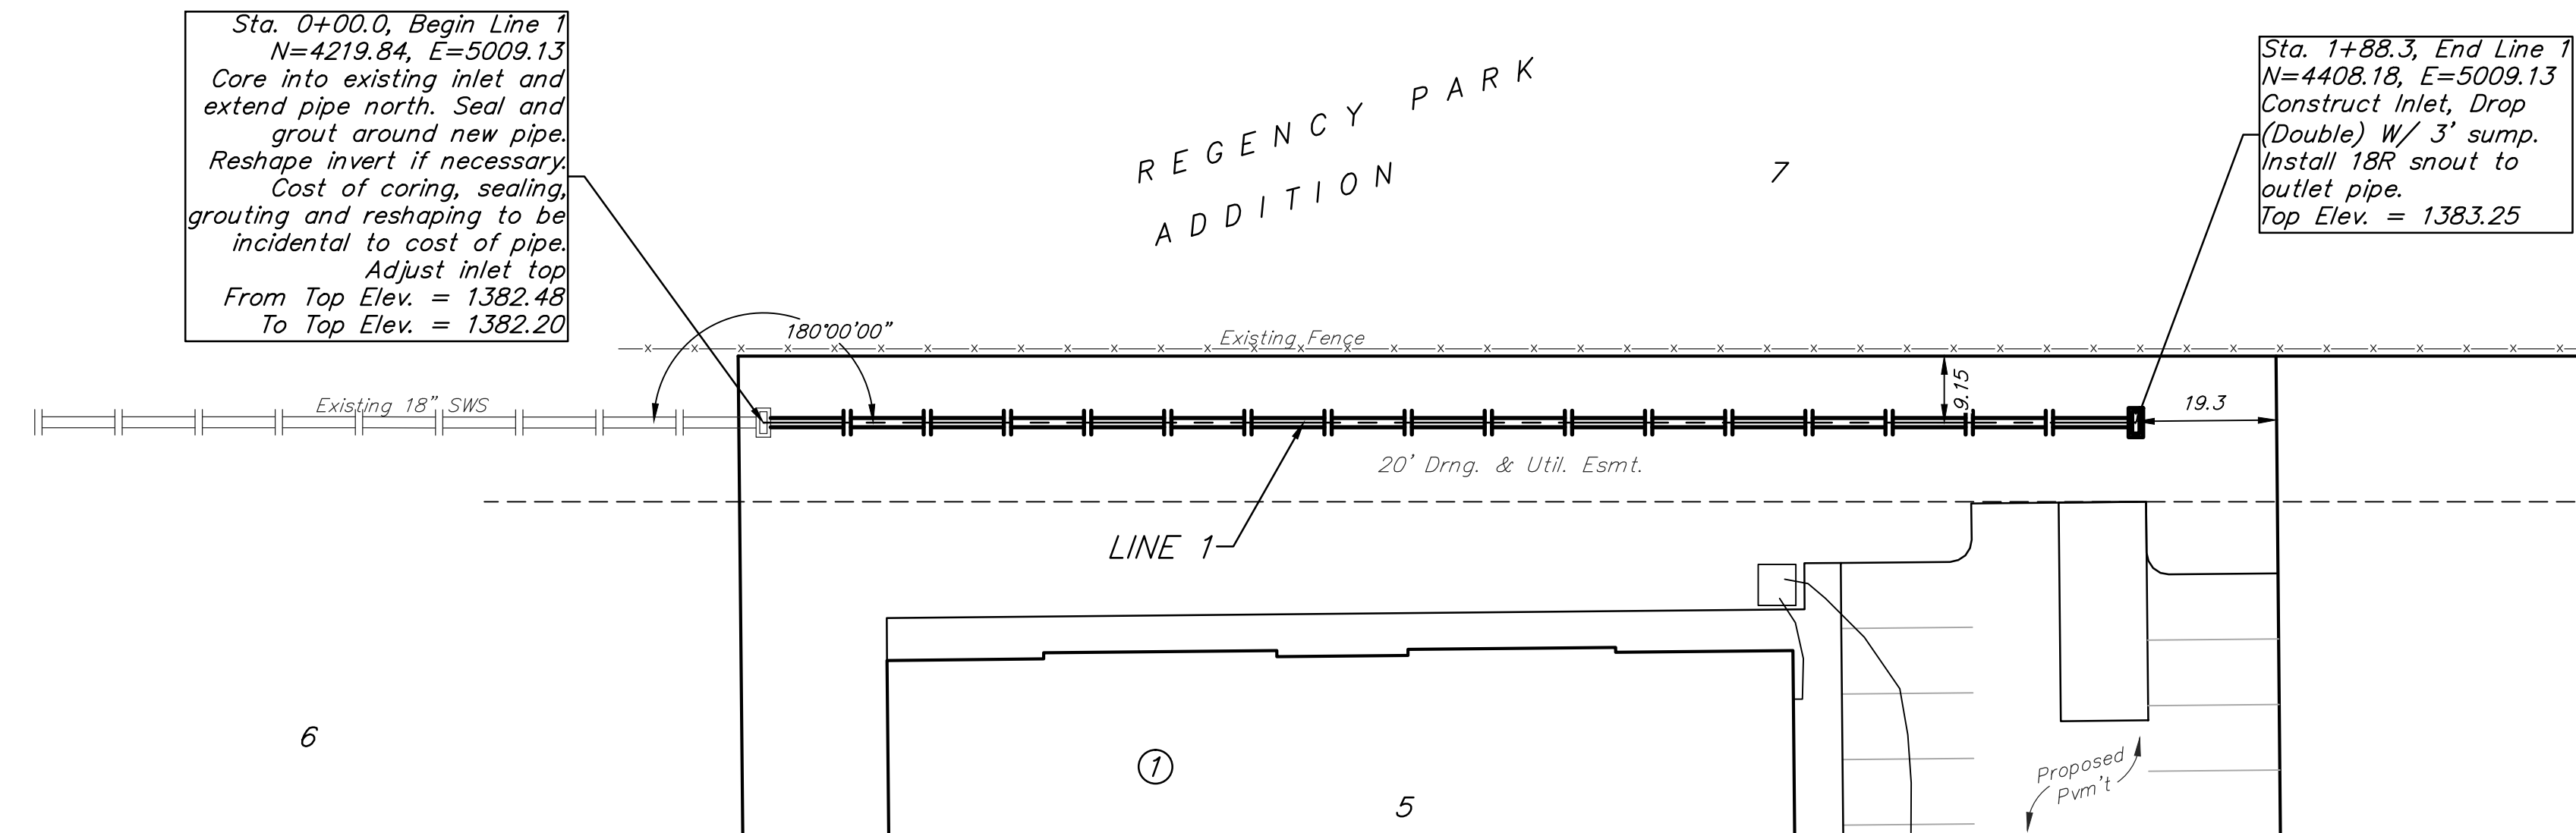 Sta. 0+00.0, Begin Line 1
N=4219.84, E=5009.13
Core into existing inlet and
extend pipe north. Seal and
grout around new pipe.
Reshape invert if necessary.
Cost of coring, sealing,
grouting and reshaping to be
incidental to cost of pipe.
Adjust inlet top
From Top Elev. = 1382.48
To Top Elev. = 1382.20
REGENCY PARK
ADDITION
7
Sta. 1+88.3, End Line 1
N=4408.18, E=5009.13
Construct Inlet, Drop
(Double) W/ 3' sump.
Install 18R snout to
outlet pipe.
Top Elev. = 1383.25
180°00'00"
Existing Fence
Existing 18" SWS
9.15
19.3
20' Drng. & Util. Esmt.
LINE 1
6
1
5
Proposed
Pvm't